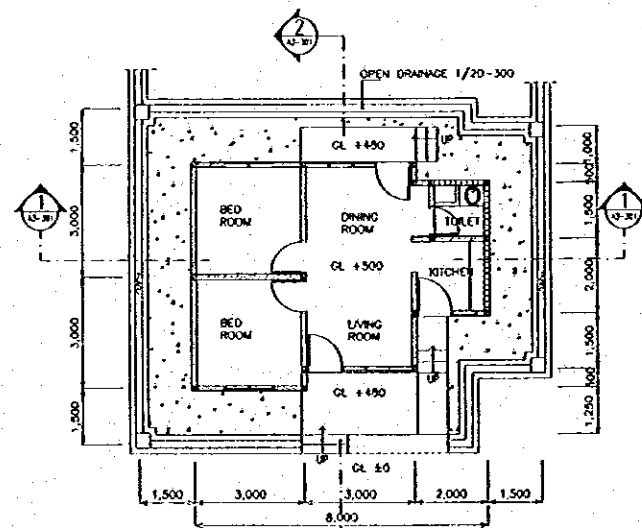 2
A3-301
OPEN DRAINAGE 1/2D-300
GL +450
UP
1,500
3,000
3,000
1,500
1
A3-301
BED
ROOM
DINING
ROOM
TOILET
GL +500
KITCHEN
BED
ROOM
LIVING
ROOM
UP
GL +450
UP
GL ±0
1
A3-301
1,000
500
1,500
2,000
1,500
500
1,250
1,500
3,000
3,000
2,000
1,500
8,000